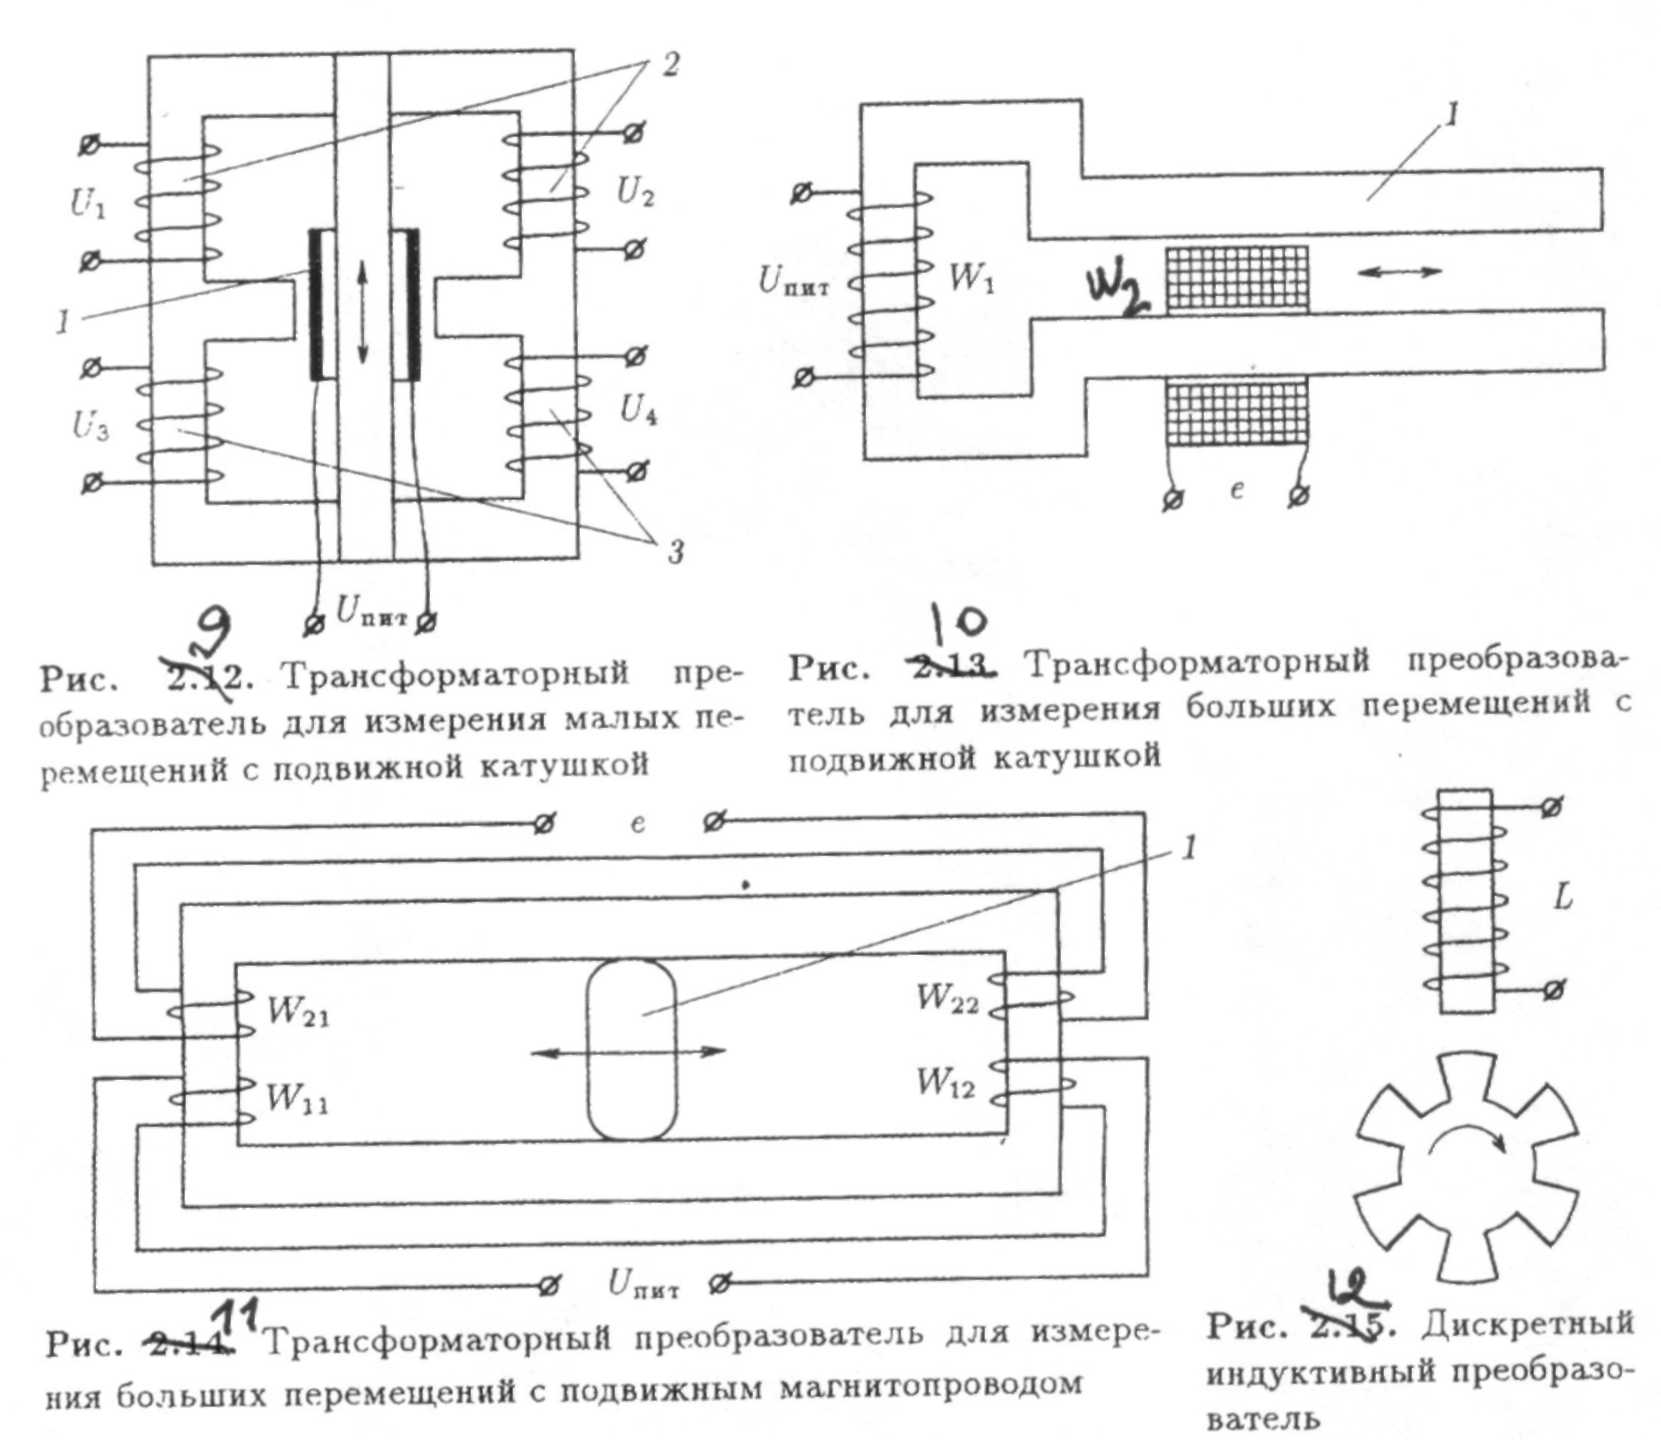 2
U₁
U₂
1
U₃
U₄
3
Uпит
9
Рис. 2.12. Трансформаторный пре-
образователь для измерения малых пе-
ремещений с подвижной катушкой
1
Uпит
W₁
W₂
e
10
Рис. 2.13. Трансформаторный преобразова-
тель для измерения больших перемещений с
подвижной катушкой
e
1
W₂₁
W₂₂
W₁₁
W₁₂
Uпит
11
Рис. 2.14. Трансформаторный преобразователь для измере-
ния больших перемещений с подвижным магнитопроводом
L
12
Рис. 2.15. Дискретный
индуктивный преобразо-
ватель